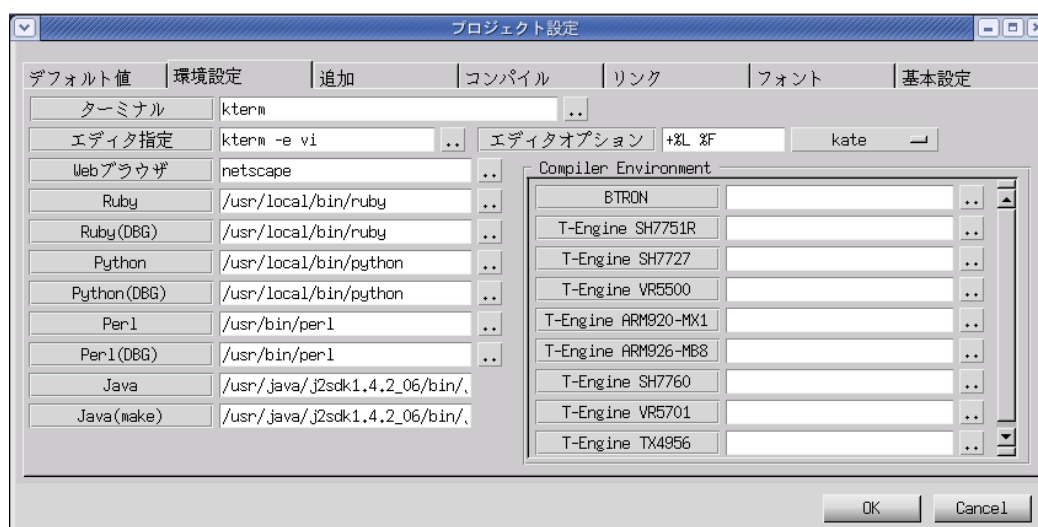 プロジェクト設定
デフォルト値 環境設定 追加 コンパイル リンク フォント 基本設定
ターミナル kterm ..
エディタ指定 kterm -e vi .. エディタオプション +%L %F kate
Webブラウザ netscape ..
Ruby /usr/local/bin/ruby ..
Ruby(DBG) /usr/local/bin/ruby ..
Python /usr/local/bin/python ..
Python(DBG) /usr/local/bin/python ..
Perl /usr/bin/perl ..
Perl(DBG) /usr/bin/perl ..
Java /usr/java/j2sdk1.4.2_06/bin/
Java(make) /usr/java/j2sdk1.4.2_06/bin/
Compiler Environment
BTRON ..
T-Engine SH7751R ..
T-Engine SH7727 ..
T-Engine VR5500 ..
T-Engine ARM920-MX1 ..
T-Engine ARM926-MB8 ..
T-Engine SH7760 ..
T-Engine VR5701 ..
T-Engine TX4956 ..
OK Cancel